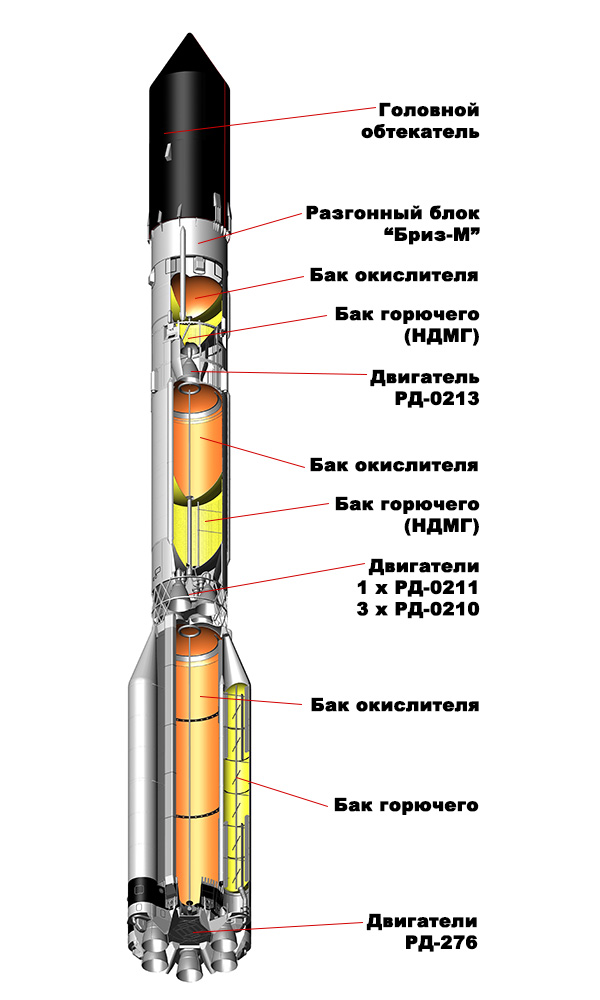 Головной
обтекатель
Разгонный блок
“Бриз-М”
Бак окислителя
Бак горючего
(НДМГ)
Двигатель
РД-0213
Бак окислителя
Бак горючего
(НДМГ)
Двигатели
1 х РД-0211
3 х РД-0210
Бак окислителя
Бак горючего
Двигатели
РД-276